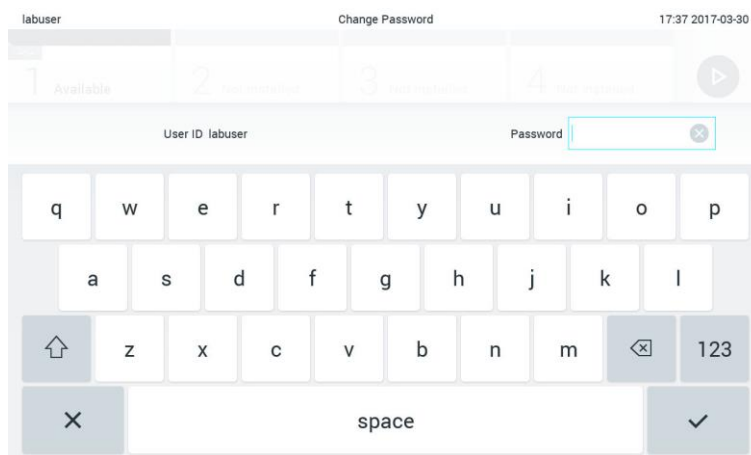 labuser Change Password 17:37 2017-03-30
1 Available 2 Not installed 3 Not installed 4 Not installed
User ID labuser Password
q w e r t y u i o p
a s d f g h j k l
z x c v b n m 123
space